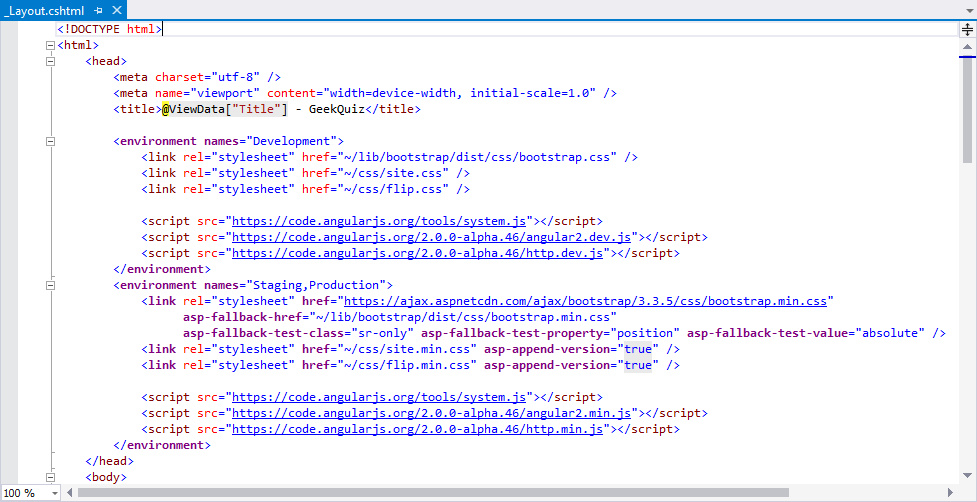 _Layout.cshtml
<!DOCTYPE html>
<html>
<head>
<meta charset="utf-8" />
<meta name="viewport" content="width=device-width, initial-scale=1.0" />
<title>@ViewData["Title"] - GeekQuiz</title>
<environment names="Development">
<link rel="stylesheet" href="~/lib/bootstrap/dist/css/bootstrap.css" />
<link rel="stylesheet" href="~/css/site.css" />
<link rel="stylesheet" href="~/css/flip.css" />
<script src="https://code.angularjs.org/tools/system.js"></script>
<script src="https://code.angularjs.org/2.0.0-alpha.46/angular2.dev.js"></script>
<script src="https://code.angularjs.org/2.0.0-alpha.46/http.dev.js"></script>
</environment>
<environment names="Staging,Production">
<link rel="stylesheet" href="https://ajax.aspnetcdn.com/ajax/bootstrap/3.3.5/css/bootstrap.min.css"
asp-fallback-href="~/lib/bootstrap/dist/css/bootstrap.min.css"
asp-fallback-test-class="sr-only" asp-fallback-test-property="position" asp-fallback-test-value="absolute" />
<link rel="stylesheet" href="~/css/site.min.css" asp-append-version="true" />
<link rel="stylesheet" href="~/css/flip.min.css" asp-append-version="true" />
<script src="https://code.angularjs.org/tools/system.js"></script>
<script src="https://code.angularjs.org/2.0.0-alpha.46/angular2.min.js"></script>
<script src="https://code.angularjs.org/2.0.0-alpha.46/http.min.js"></script>
</environment>
</head>
<body>
100 %